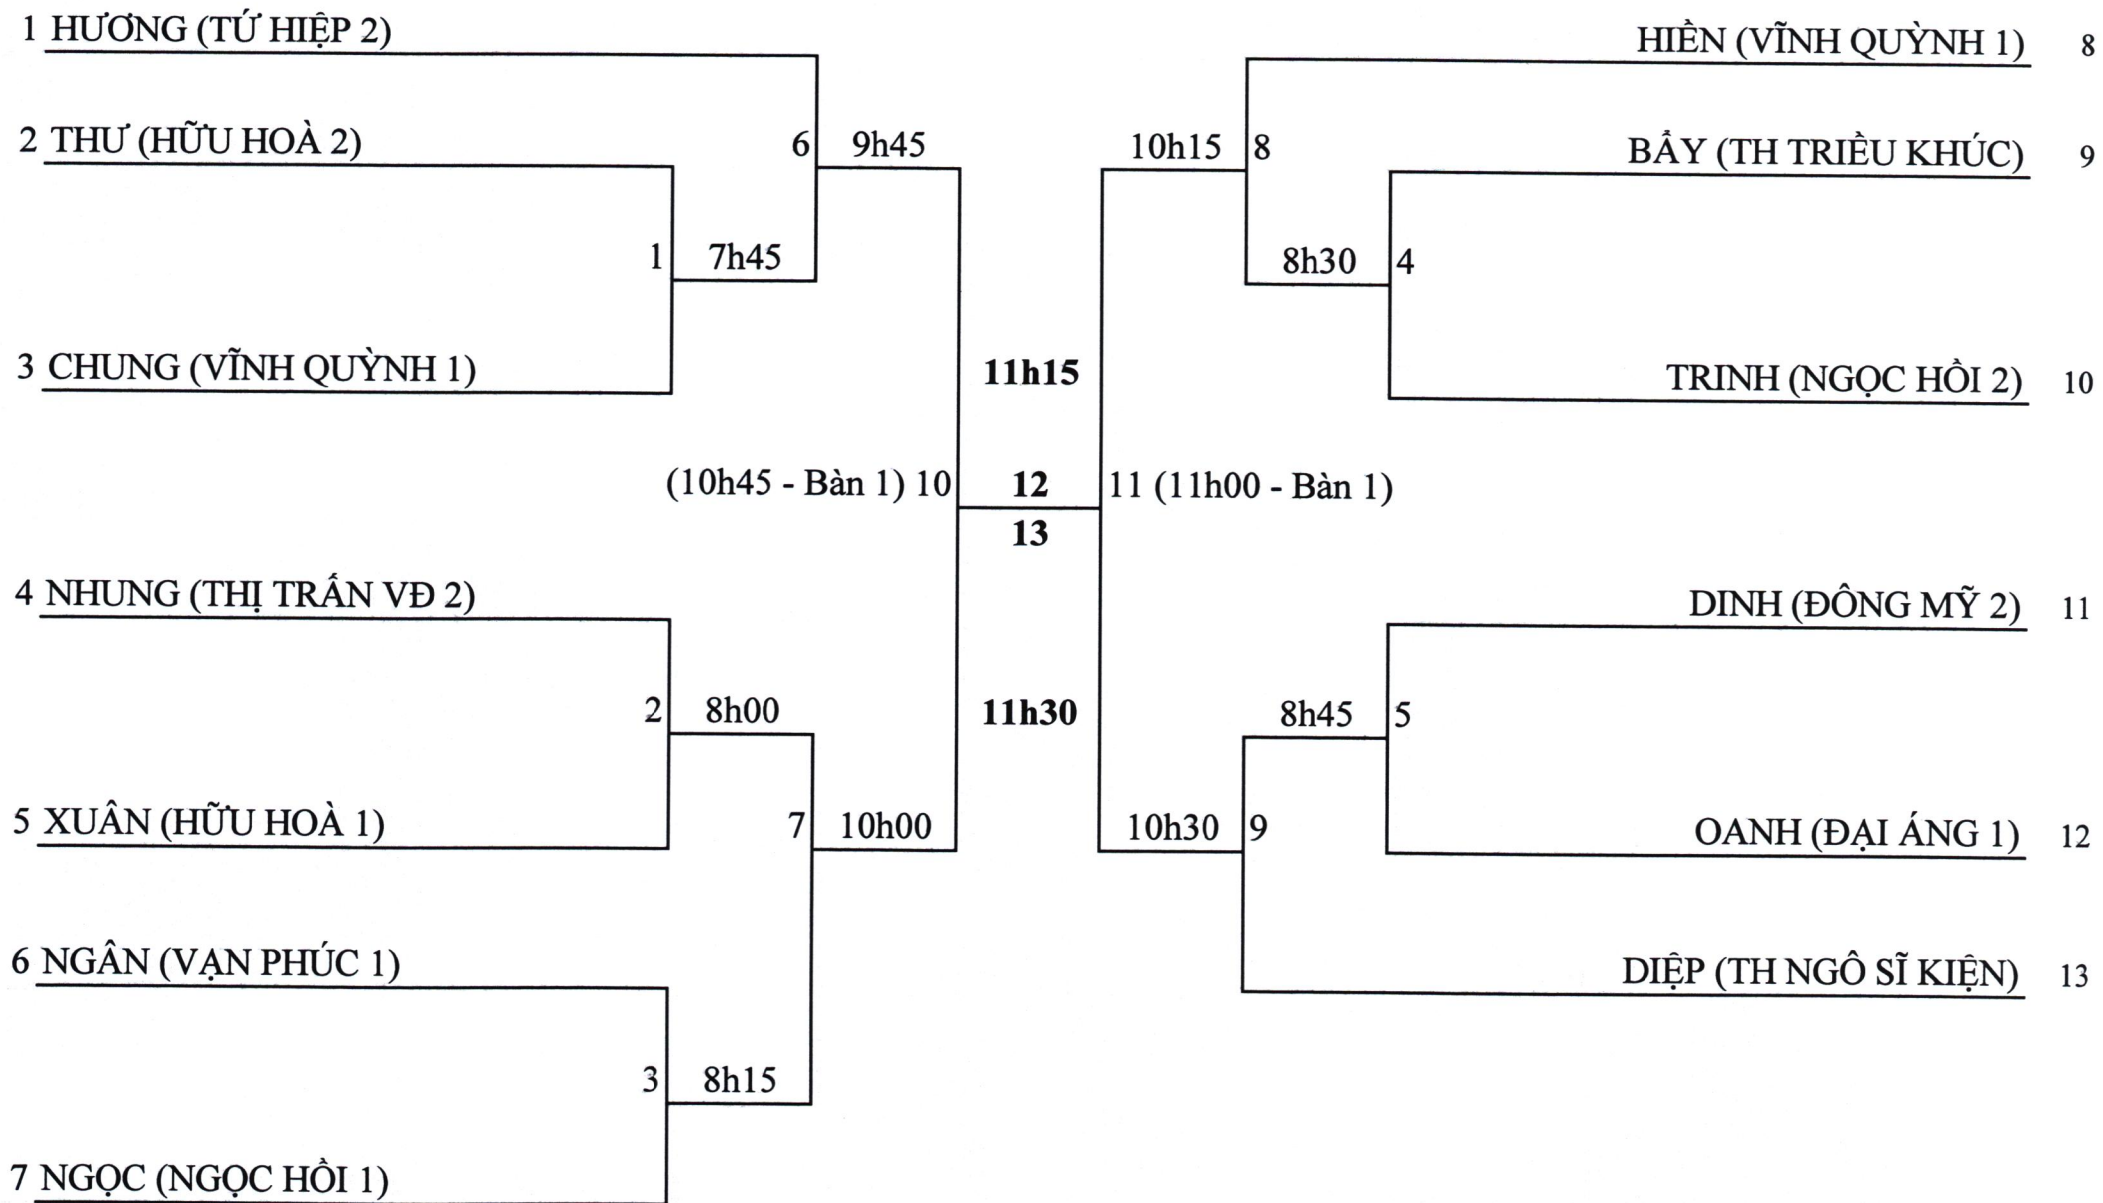 1 HƯƠNG (TỨ HIỆP 2)
HIỀN (VĨNH QUỲNH 1) 8
2 THƯ (HỮU HOÀ 2)
6 9h45
10h15 8
BẨY (TH TRIỀU KHÚC) 9
1 7h45
8h30 4
3 CHUNG (VĨNH QUỲNH 1)
11h15
TRINH (NGỌC HỒI 2) 10
(10h45 - Bàn 1) 10
12
11 (11h00 - Bàn 1)
13
4 NHUNG (THỊ TRẤN VĐ 2)
DINH (ĐÔNG MỸ 2) 11
2 8h00
11h30
8h45 5
5 XUÂN (HỮU HOÀ 1)
7 10h00
10h30 9
OANH (ĐẠI ÁNG 1) 12
6 NGÂN (VẠN PHÚC 1)
DIỆP (TH NGÔ SĨ KIỆN) 13
3 8h15
7 NGỌC (NGỌC HỒI 1)